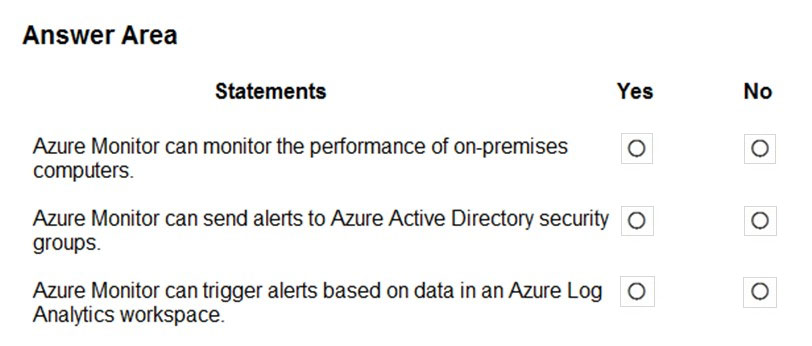 Answer Area
Statements Yes No
Azure Monitor can monitor the performance of on-premises
computers.
Azure Monitor can send alerts to Azure Active Directory security
groups.
Azure Monitor can trigger alerts based on data in an Azure Log
Analytics workspace.